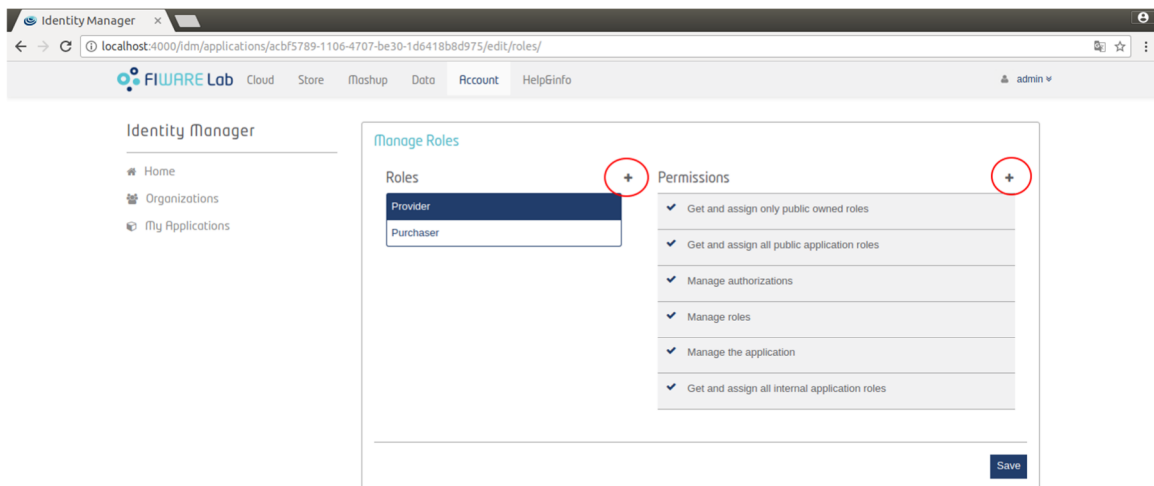 Identity Manager
localhost:4000/idm/applications/acbf5789-1106-4707-be30-1d6418b8d975/edit/roles/
FIWARE Lab Cloud Store Mashup Data Account Help&info admin
Identity Manager
Home
Organizations
My Applications
Manage Roles
Roles
Provider
Purchaser
Permissions
Get and assign only public owned roles
Get and assign all public application roles
Manage authorizations
Manage roles
Manage the application
Get and assign all internal application roles
Save